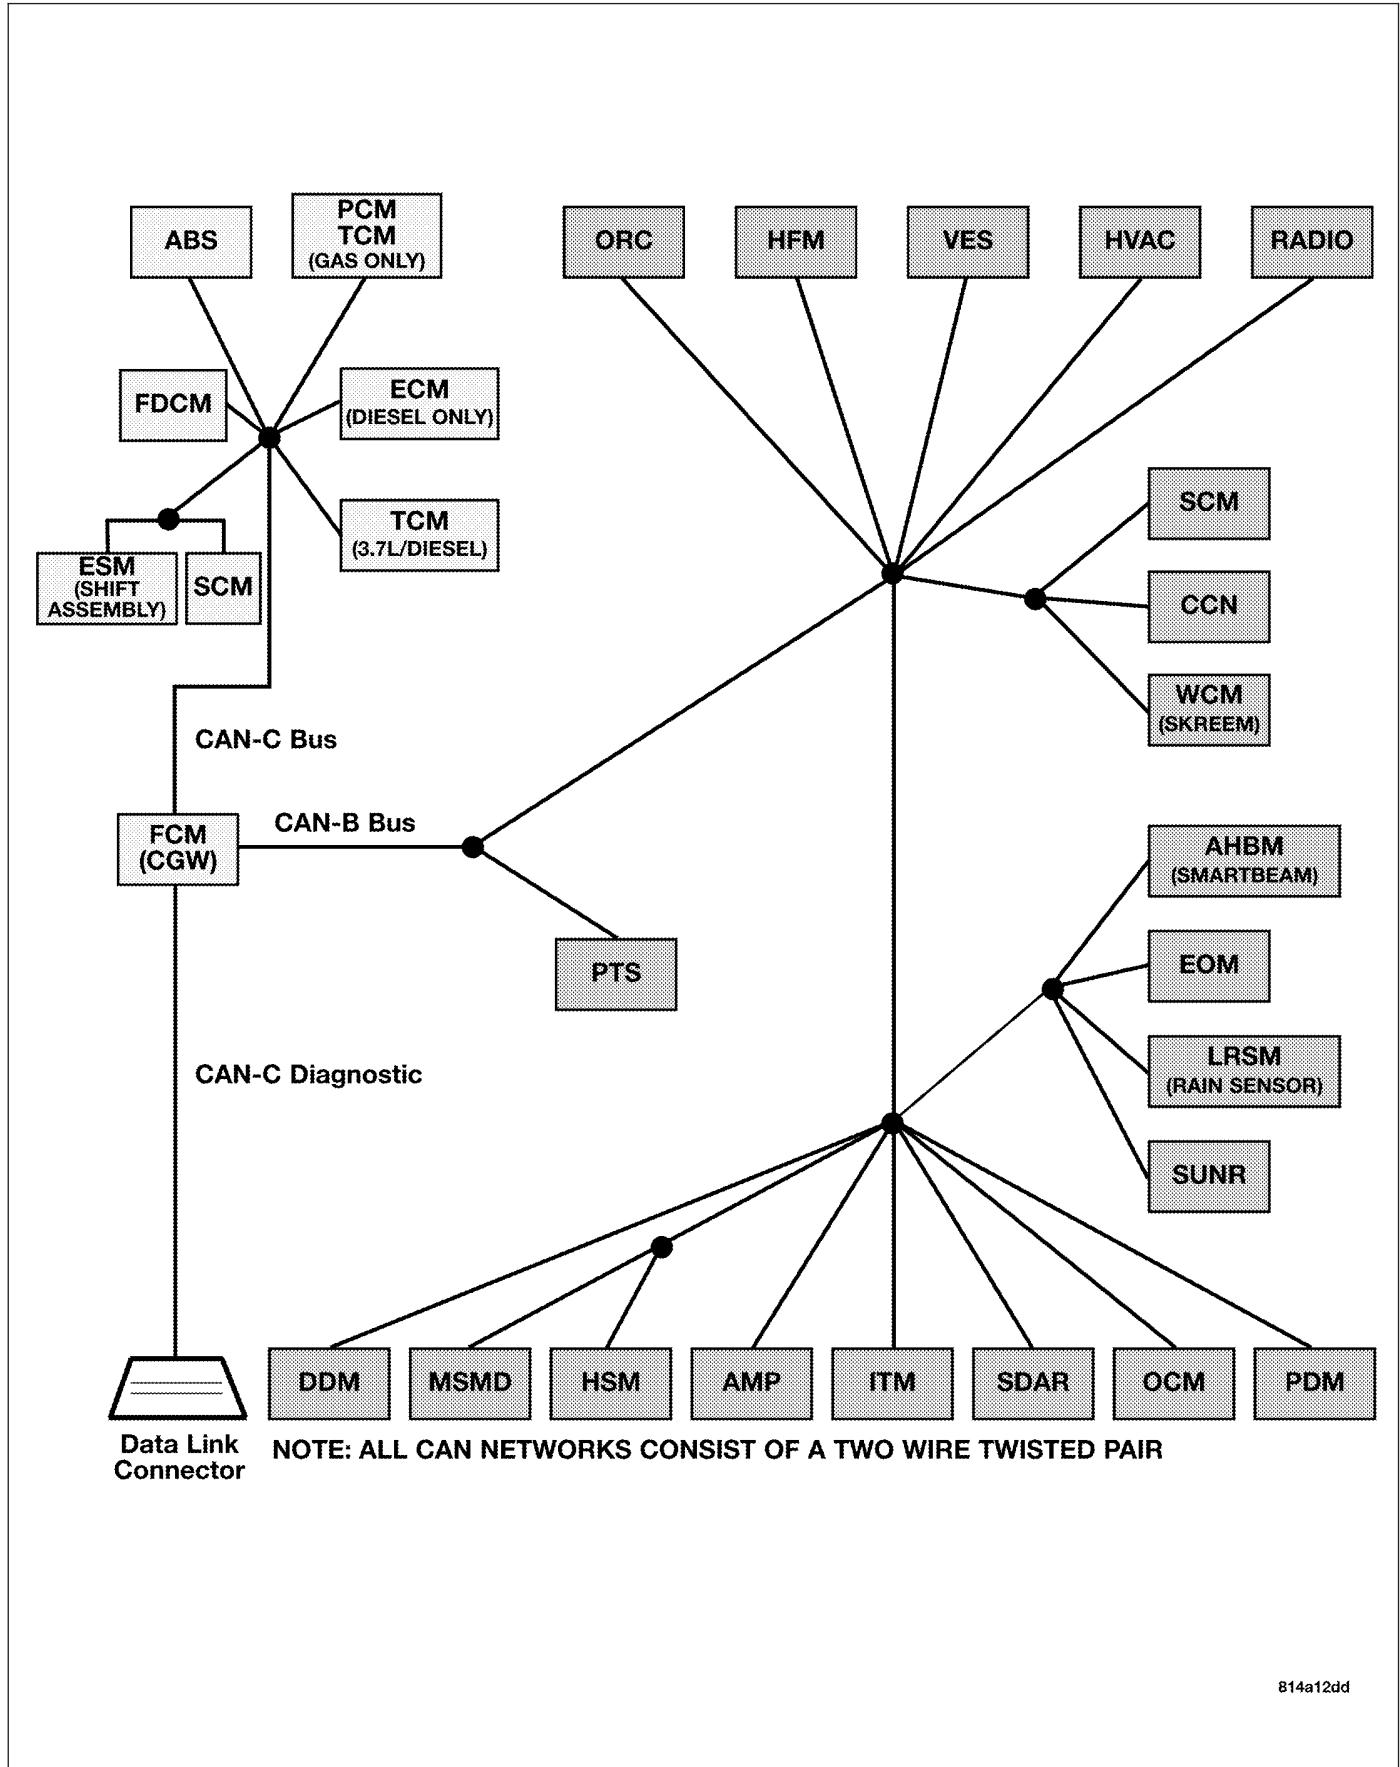 ABS
PCM
TCM
(GAS ONLY)
ORC
HFM
VES
HVAC
RADIO
FDCM
ECM
(DIESEL ONLY)
TCM
(3.7L/DIESEL)
ESM
(SHIFT
ASSEMBLY)
SCM
SCM
CCN
WCM
(SKREEM)
CAN-C Bus
CAN-B Bus
FCM
(CGW)
AHBM
(SMARTBEAM)
EOM
PTS
LRSM
(RAIN SENSOR)
CAN-C Diagnostic
SUNR
DDM
MSMD
HSM
AMP
ITM
SDAR
OCM
PDM
Data Link
Connector
NOTE: ALL CAN NETWORKS CONSIST OF A TWO WIRE TWISTED PAIR
814a12dd